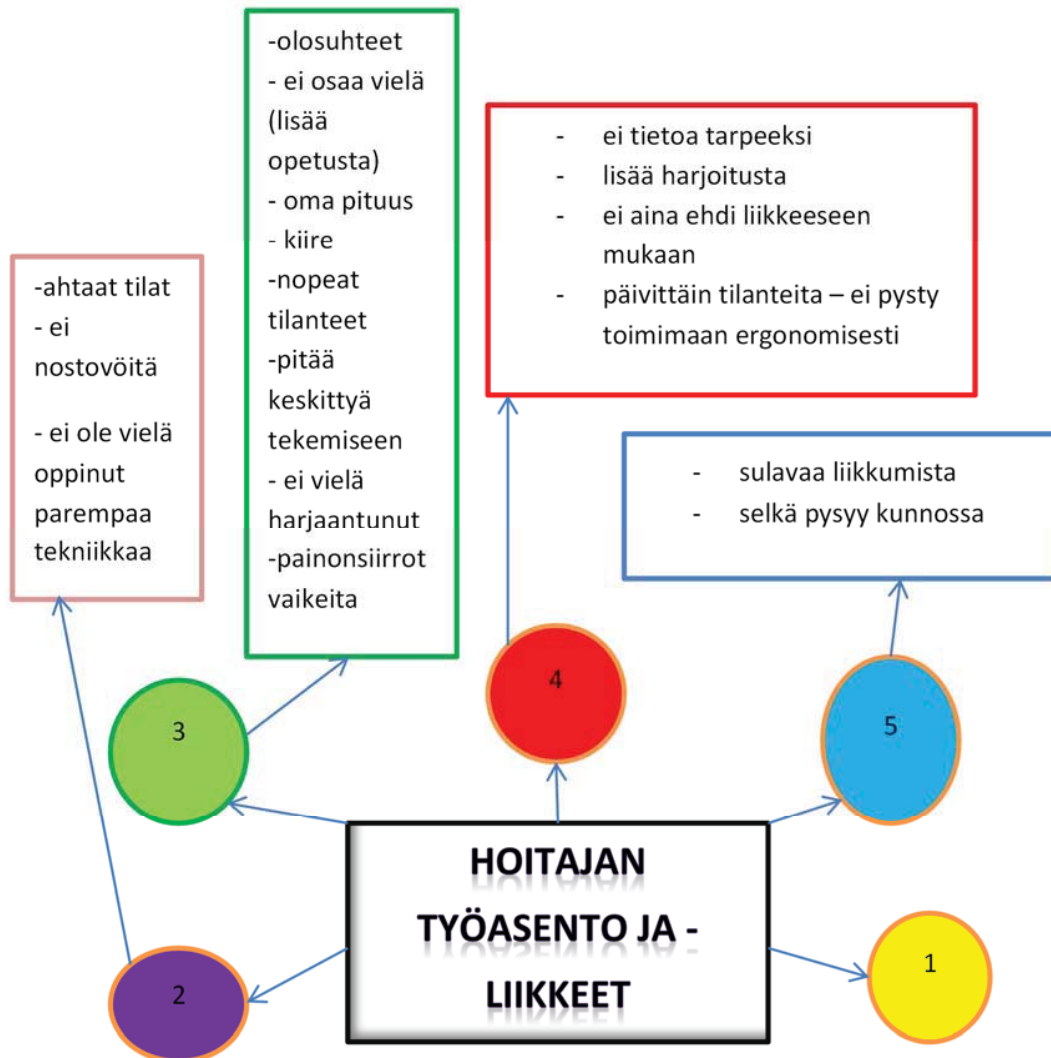 -olosuhteet
- ei osaa vielä
(lisää
opetusta)
- oma pituus
- kiire
-nopeat
tilanteet
-pitää
keskittyä
tekemiseen
- ei vielä
harjaantunut
-painonsiirrot
vaikeita
- ei tietoa tarpeeksi
- lisää harjoitusta
- ei aina ehdi liikkeeseen
mukaan
- päivittäin tilanteita – ei pysty
toimimaan ergonomisesti
-ahtaat tilat
- ei
nostovöitä
- ei ole vielä
oppinut
parempaa
tekniikkaa
- sulavaa liikkumista
- selkä pysyy kunnossa
3
4
5
HOITAJAN
TYÖASENTO JA -
LIIKKEET
2
1